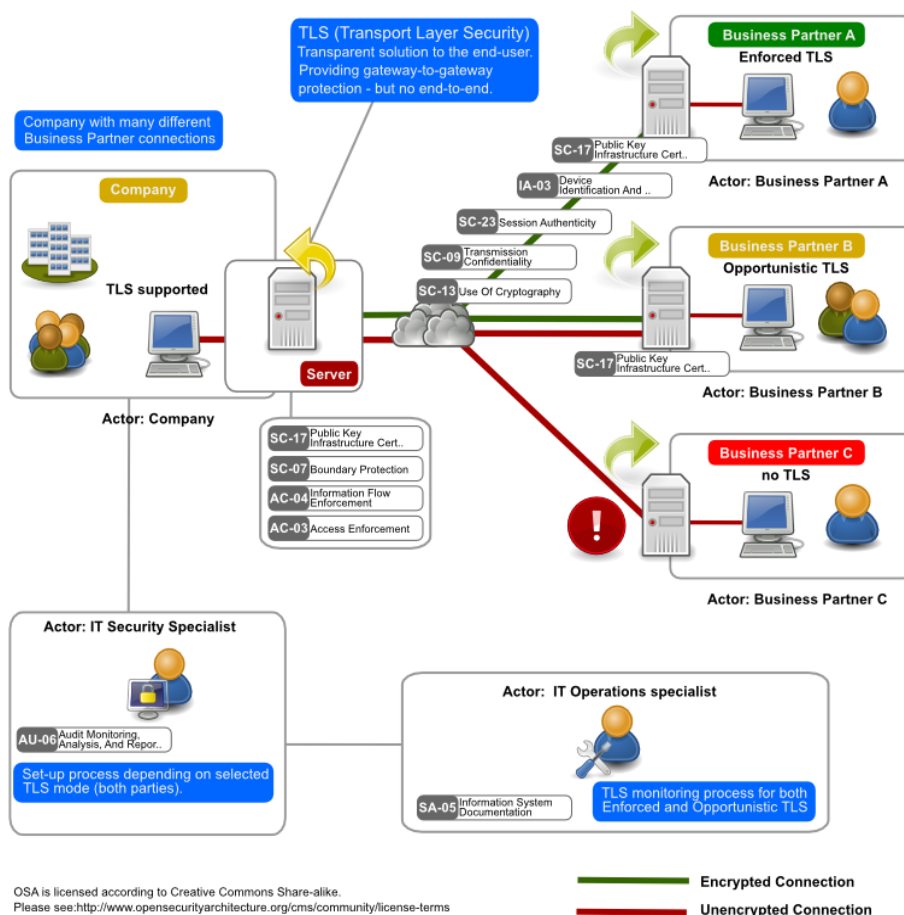 TLS (Transport Layer Security)
Transparent solution to the end-user.
Providing gateway-to-gateway
protection - but no end-to-end.
Company with many different
Business Partner connections
Company
TLS supported
Server
Actor: Company
SC-17 Public Key
Infrastructure Cert..
SC-07 Boundary Protection
AC-04 Information Flow
Enforcement
AC-03 Access Enforcement
Business Partner A
Enforced TLS
Actor: Business Partner A
SC-17 Public Key
Infrastructure Cert..
IA-03 Device
Identification And ..
SC-23 Session Authenticity
SC-09 Transmission
Confidentiality
SC-13 Use Of Cryptography
Business Partner B
Opportunistic TLS
SC-17 Public Key
Infrastructure Cert..
Actor: Business Partner B
Business Partner C
no TLS
!
Actor: Business Partner C
Actor: IT Security Specialist
AU-06 Audit Monitoring,
Analysis, And Repor..
Set-up process depending on selected
TLS mode (both parties).
Actor: IT Operations specialist
SA-05 Information System
Documentation
TLS monitoring process for both
Enforced and Opportunistic TLS
OSA is licensed according to Creative Commons Share-alike.
Please see:http://www.opensecurityarchitecture.org/cms/community/license-terms
Encrypted Connection
Unencrypted Connection